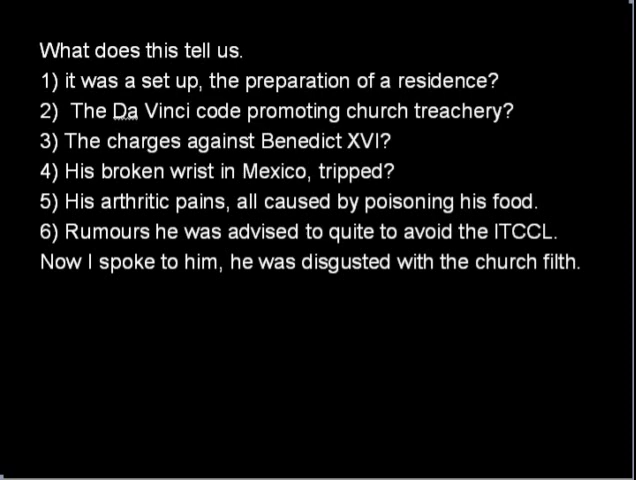 What does this tell us.
1) it was a set up, the preparation of a residence?
2)  The Da Vinci code promoting church treachery?
3) The charges against Benedict XVI?
4) His broken wrist in Mexico, tripped?
5) His arthritic pains, all caused by poisoning his food.
6) Rumours he was advised to quite to avoid the ITCCL.
Now I spoke to him, he was disgusted with the church filth.